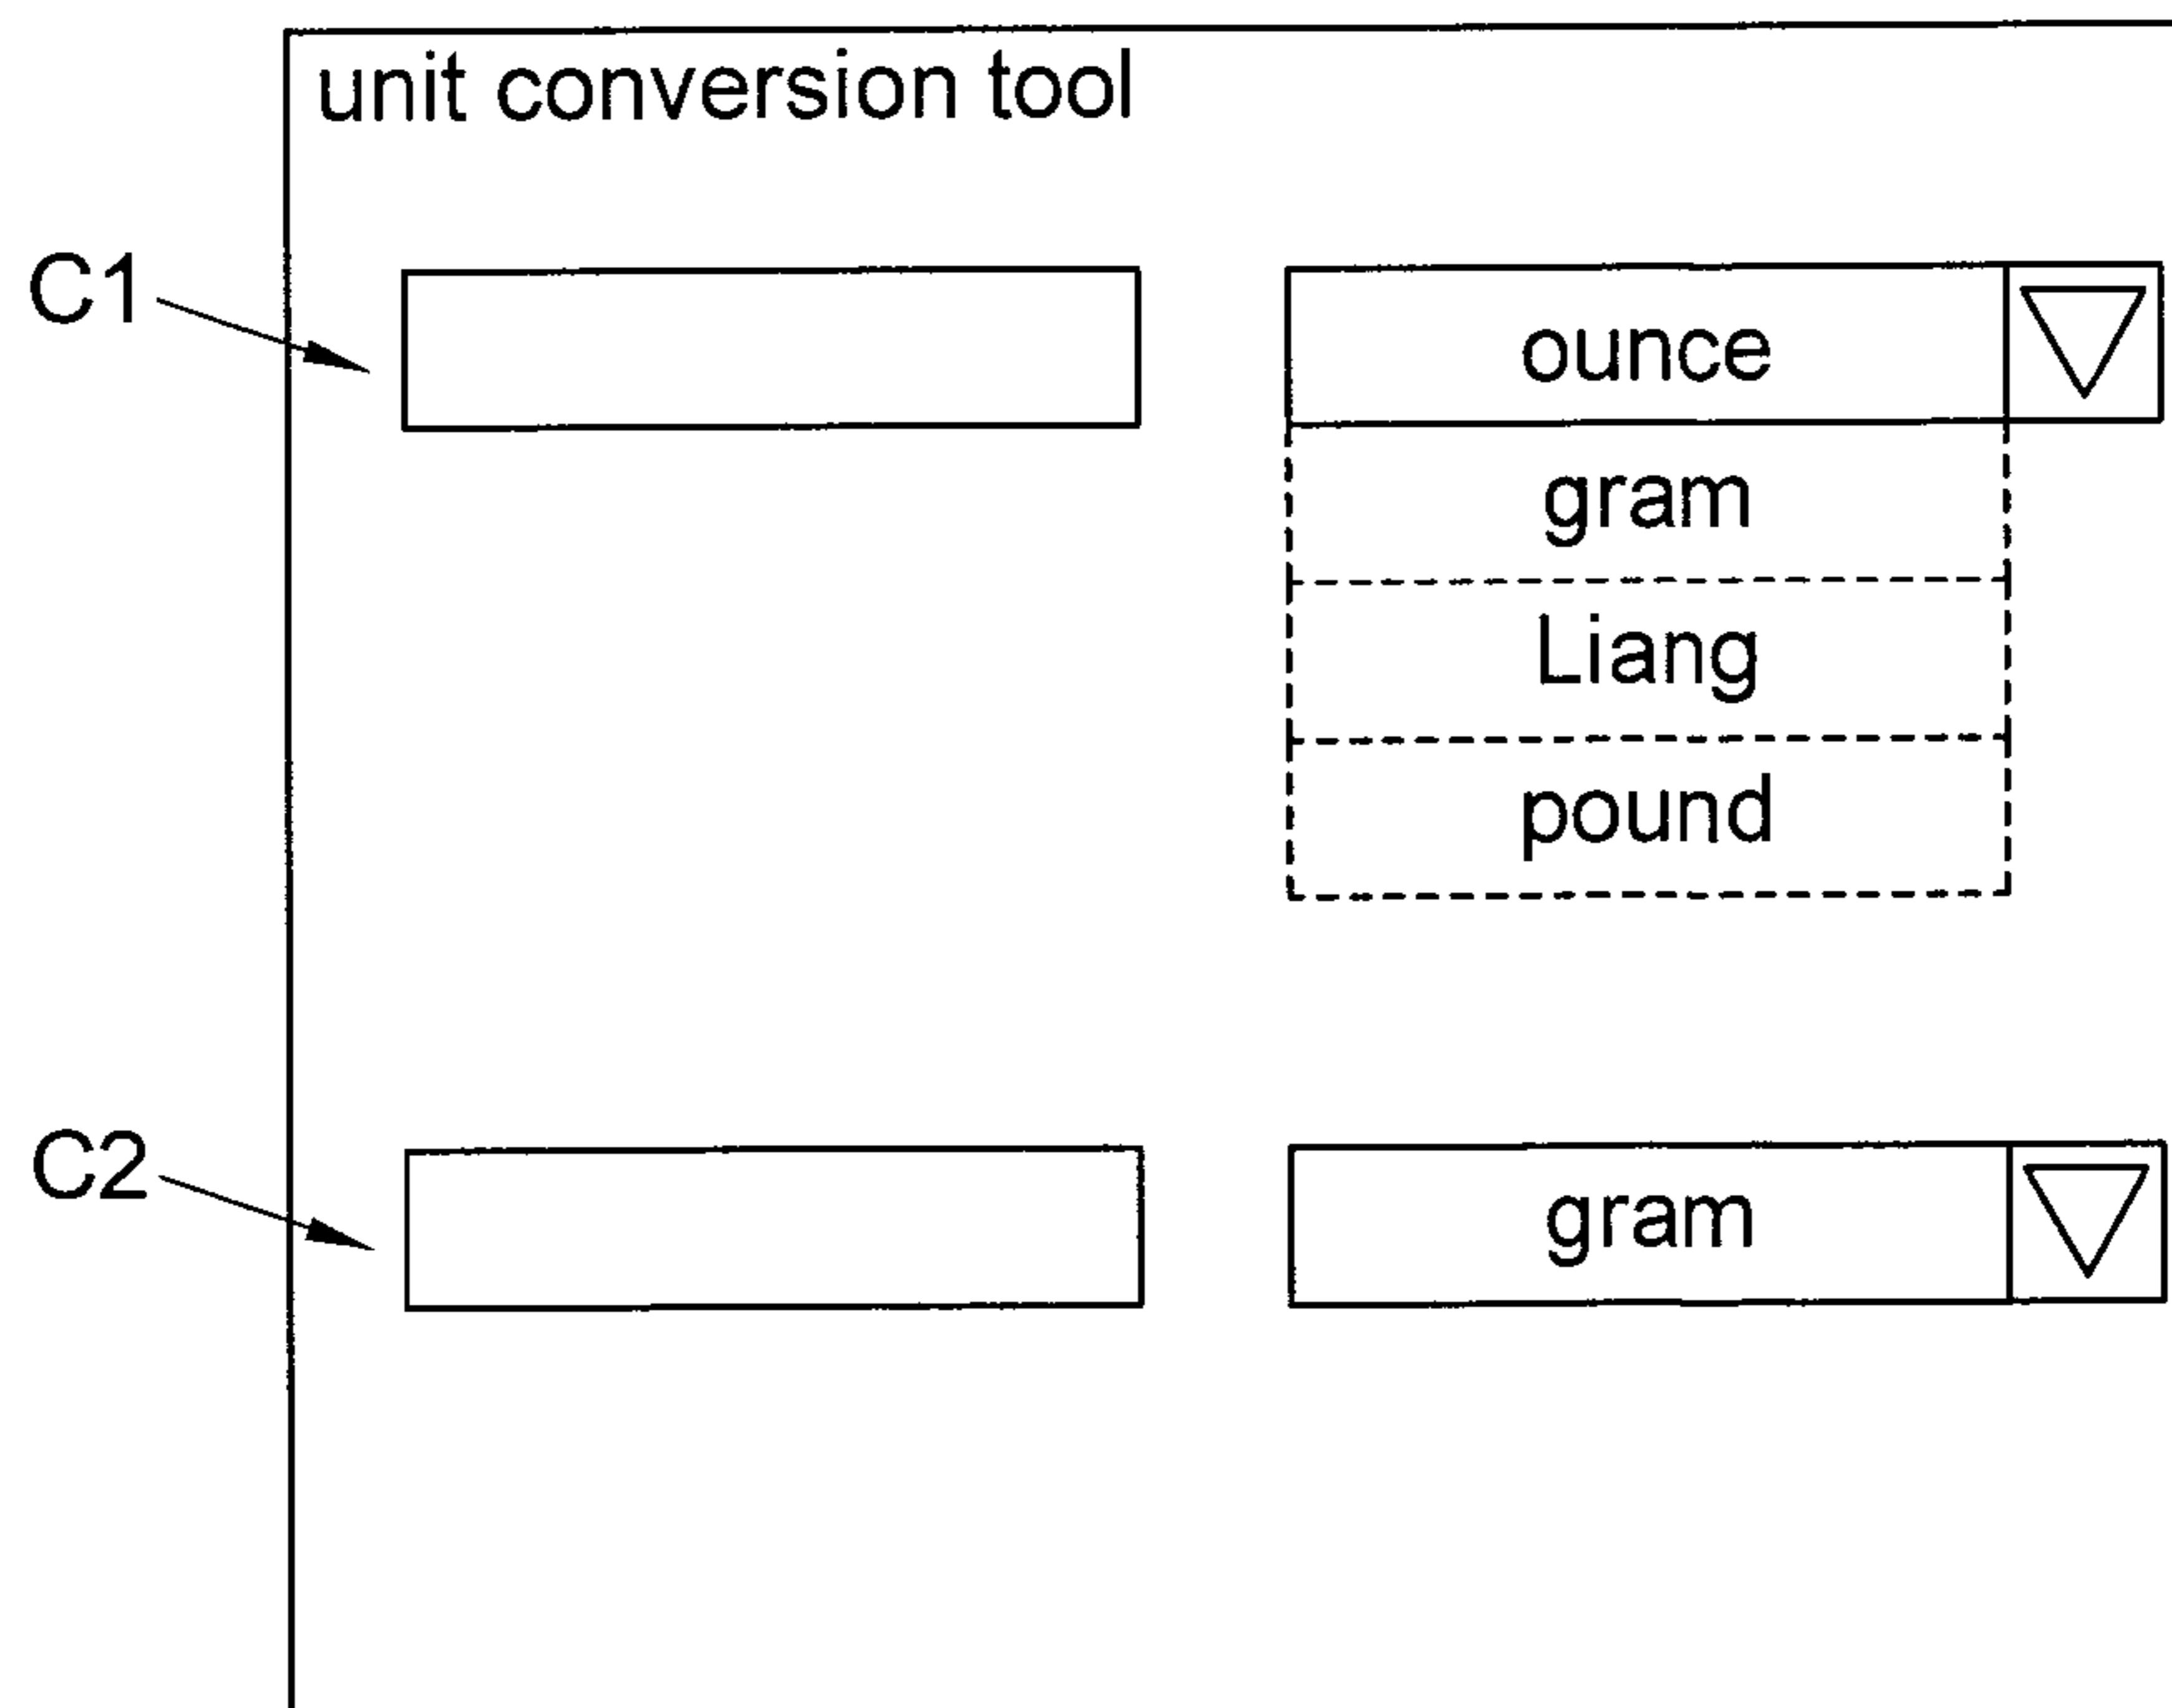 unit conversion tool
C1
ounce
gram
Liang
pound
C2
gram